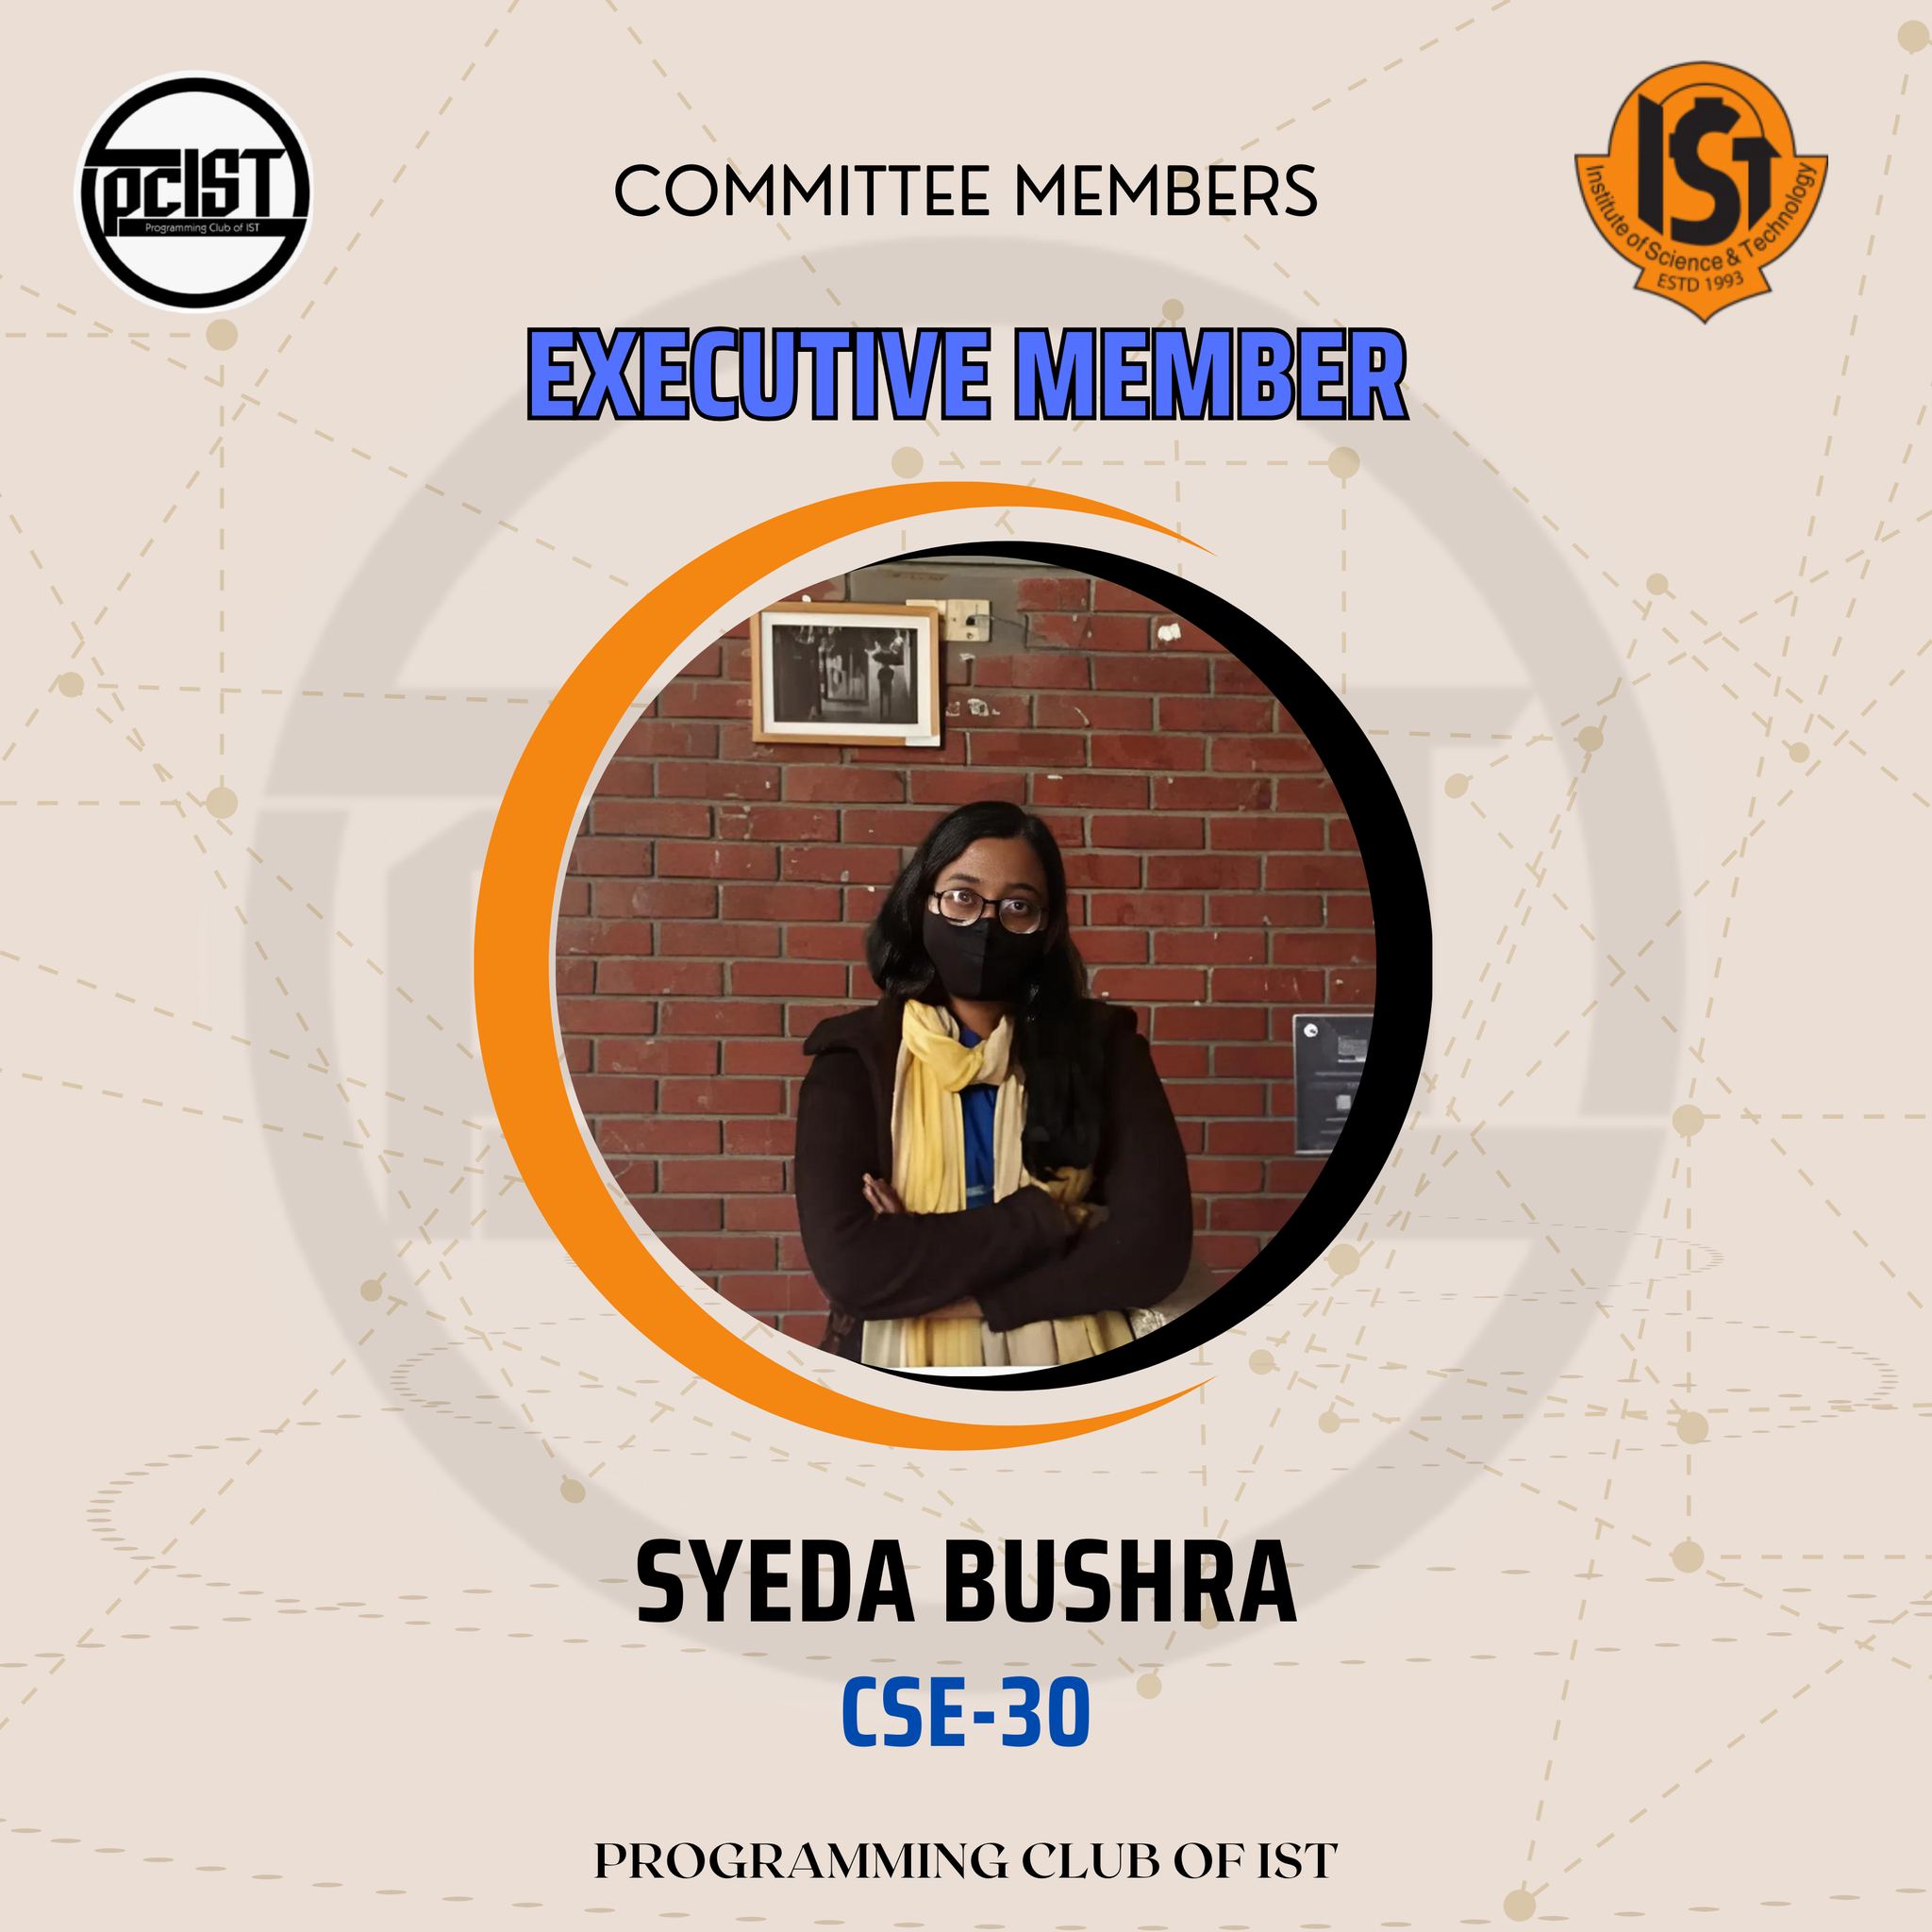 pcIST
Programming Club of IST
IST
Institute of Science & Technology
ESTD 1993
COMMITTEE MEMBERS
EXECUTIVE MEMBER
SYEDA BUSHRA
CSE-30
PROGRAMMING CLUB OF IST